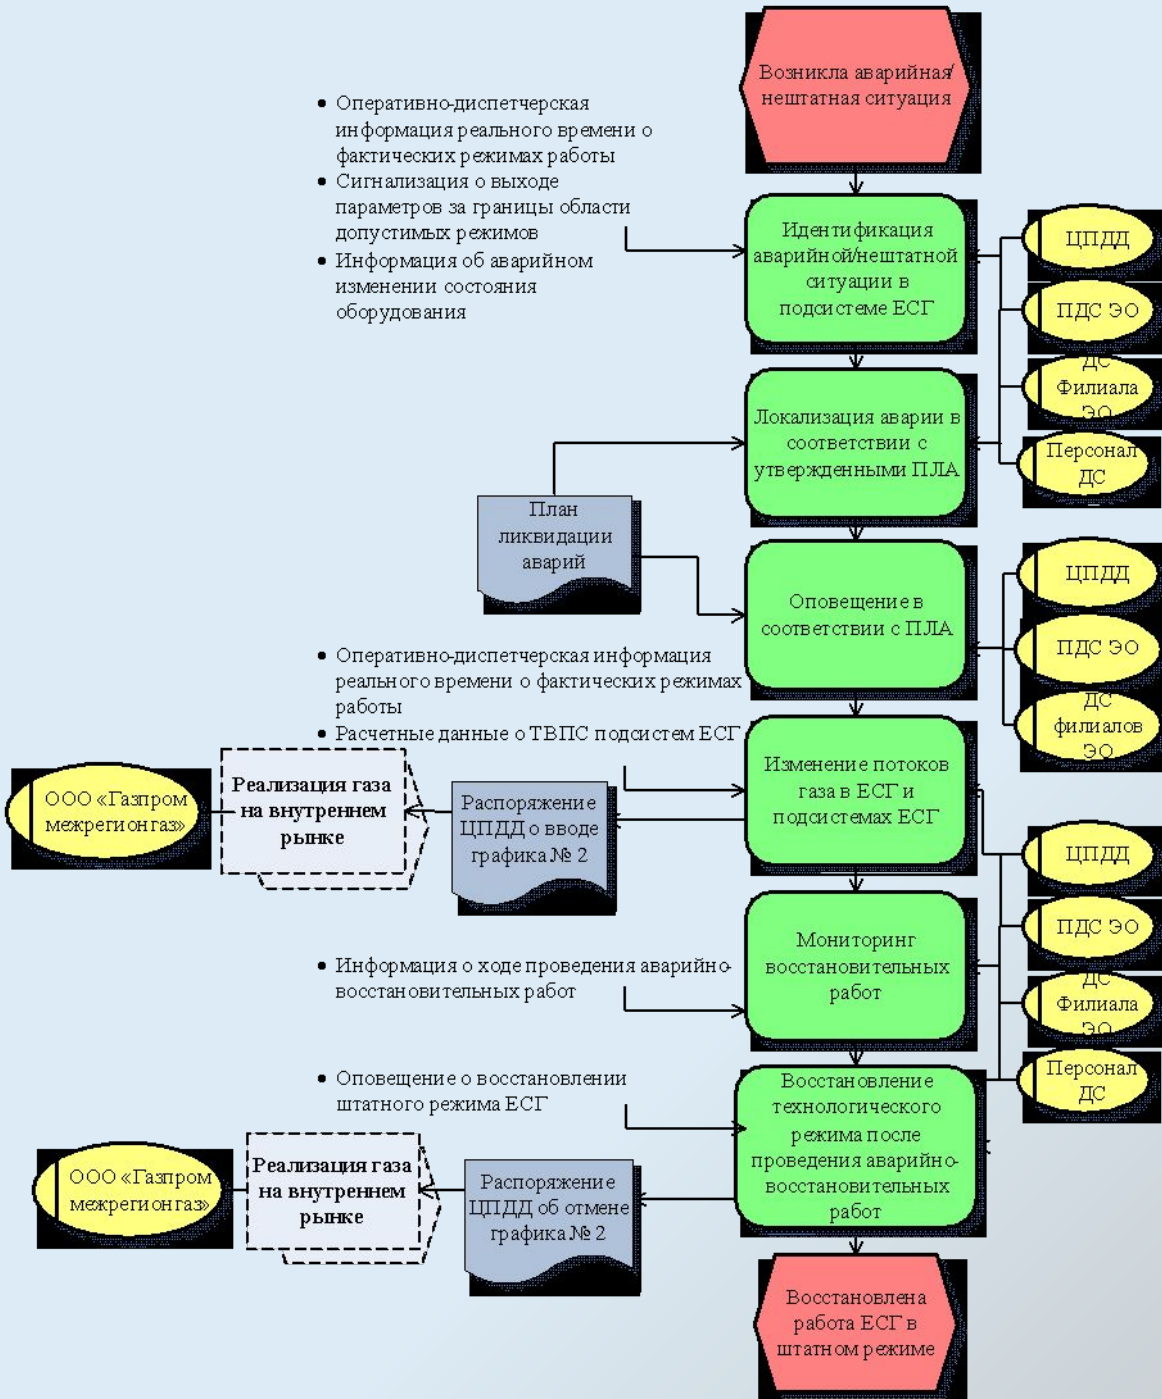 Возникла аварийная/
нештатная ситуация
• Оперативно-диспетчерская
информация реального времени о
фактических режимах работы
• Сигнализация о выходе
параметров за границы области
допустимых режимов
• Информация об аварийном
изменении состояния
оборудования
Идентификация
аварийной/нештатной
ситуации в
подсистеме ЕСГ
ЦПДД
ПДС ЭО
ДС
Филиала
ЭО
Персонал
ДС
Локализация аварии в
соответствии с
утвержденными ПЛА
План
ликвидации
аварий
Оповещение в
соответствии с ПЛА
ЦПДД
ПДС ЭО
ДС
филиалов
ЭО
• Оперативно-диспетчерская информация
реального времени о фактических режимах
работы
• Расчетные данные о ТВПС подсистем ЕСГ
Изменение потоков
газа в ЕСГ и
подсистемах ЕСГ
Распоряжение
ЦПДД о вводе
графика № 2
Реализация газа
на внутреннем
рынке
ООО «Газпром
межрегионгаз»
ЦПДД
ПДС ЭО
ДС
Филиала
ЭО
Персонал
ДС
• Информация о ходе проведения аварийно-
восстановительных работ
Мониторинг
восстановительных
работ
• Оповещение о восстановлении
штатного режима ЕСГ
Восстановление
технологического
режима после
проведения аварийно-
восстановительных
работ
Распоряжение
ЦПДД об отмене
графика № 2
Реализация газа
на внутреннем
рынке
ООО «Газпром
межрегионгаз»
Восстановлена
работа ЕСГ в
штатном режиме